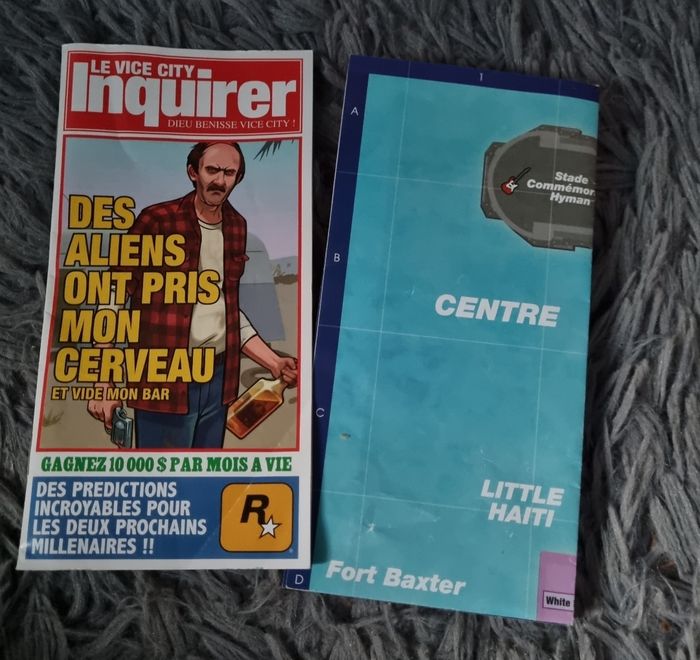 LE VICE CITY
Inquirer
DIEU BENISSE VICE CITY !
DES
ALIENS
ONT PRIS
MON
CERVEAU
ET VIDE MON BAR
GAGNEZ 10 000 $ PAR MOIS A VIE
DES PREDICTIONS
INCROYABLES POUR
LES DEUX PROCHAINS
MILLENAIRES !!
R
1
A
Stade
Commémor
Hyman
B
CENTRE
C
LITTLE
HAITI
D
Fort Baxter
White